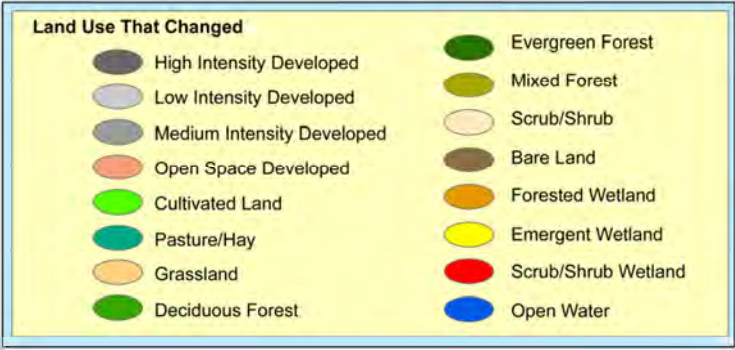 Land Use That Changed
High Intensity Developed
Low Intensity Developed
Medium Intensity Developed
Open Space Developed
Cultivated Land
Pasture/Hay
Grassland
Deciduous Forest
Evergreen Forest
Mixed Forest
Scrub/Shrub
Bare Land
Forested Wetland
Emergent Wetland
Scrub/Shrub Wetland
Open Water